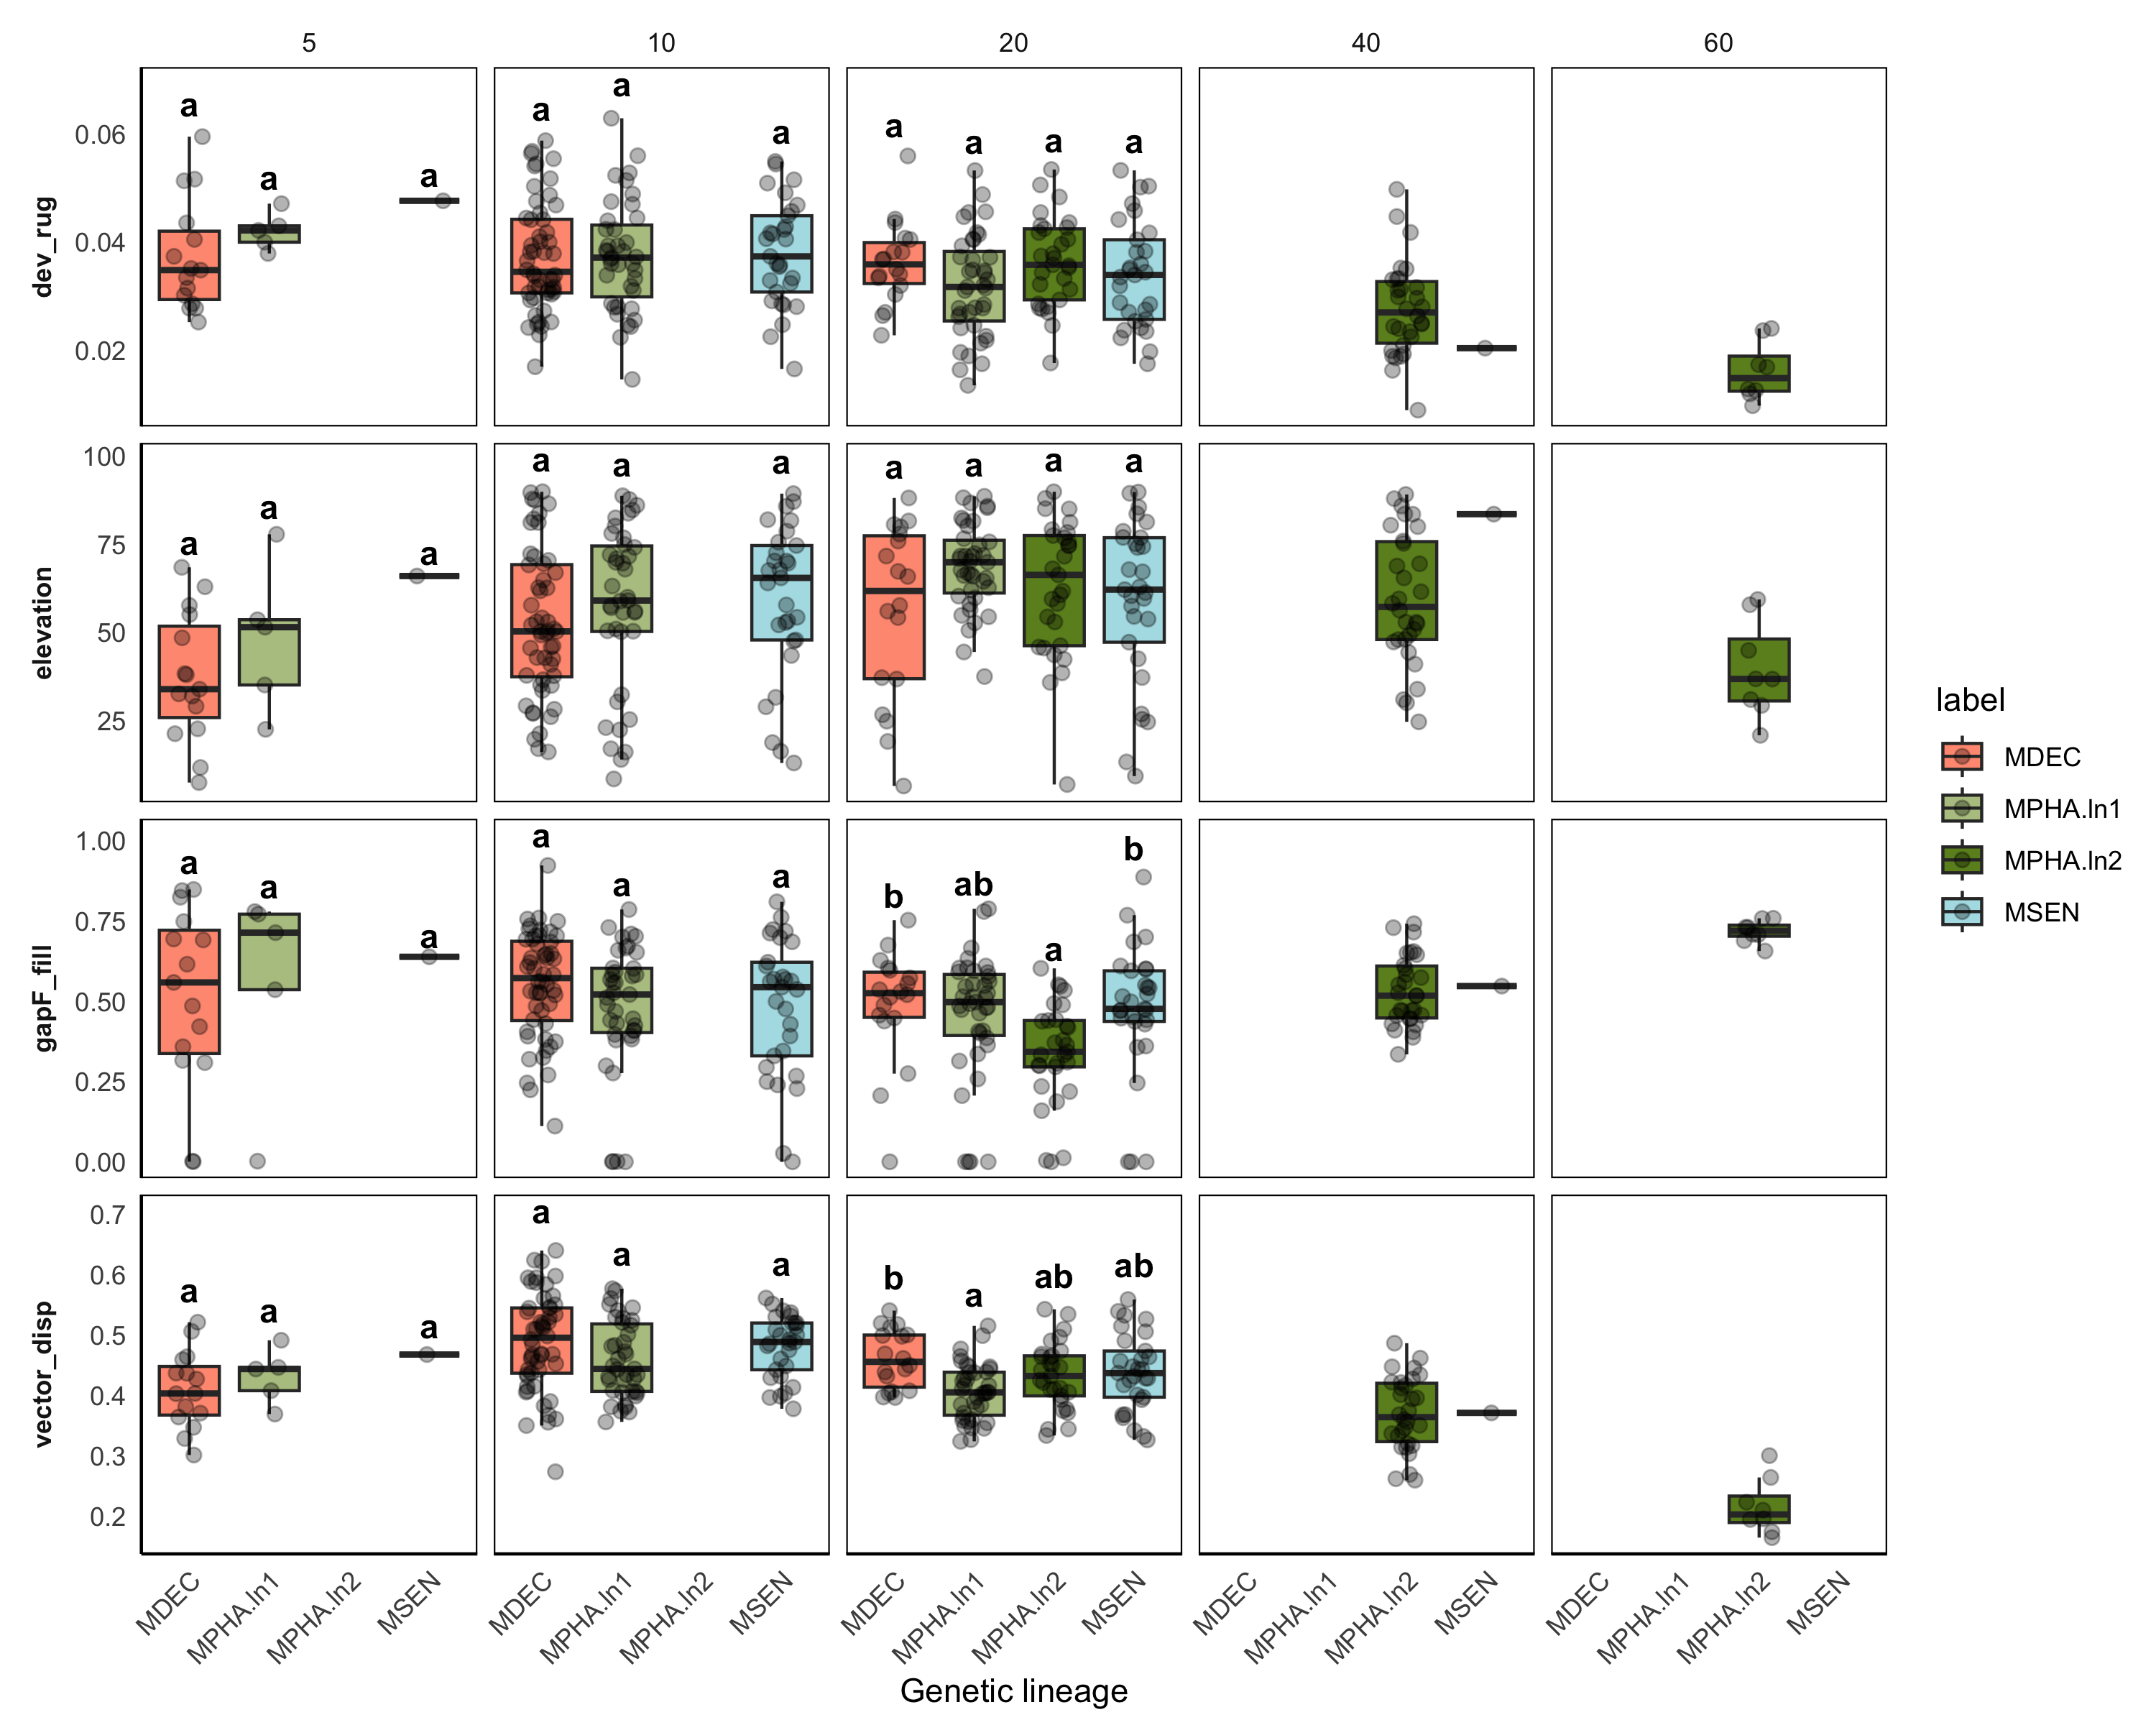 5 10 20 40 60
dev_rug
0.06
0.04
0.02
a a a
a a a
a a a a
elevation
100
75
50
25
a a a
a a a
a a a a
gapF_fill
1.00
0.75
0.50
0.25
0.00
a a a
a a a
b ab a b
vector_disp
0.7
0.6
0.5
0.4
0.3
0.2
a a a
a a a
b a ab ab
MDEC MPHA.ln1 MPHA.ln2 MSEN
MDEC MPHA.ln1 MPHA.ln2 MSEN
MDEC MPHA.ln1 MPHA.ln2 MSEN
MDEC MPHA.ln1 MPHA.ln2 MSEN
MDEC MPHA.ln1 MPHA.ln2 MSEN
Genetic lineage
label
MDEC
MPHA.ln1
MPHA.ln2
MSEN